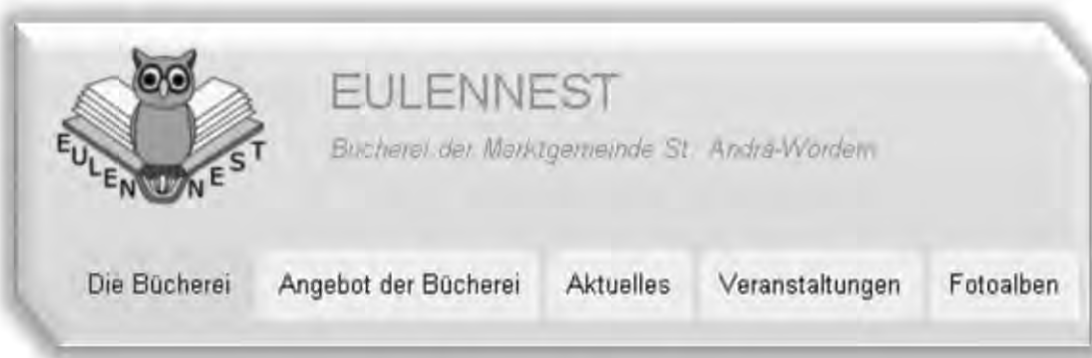 EULENNEST
EULENNEST
Bücherei der Marktgemeinde St. Andrä-Wördern
Die Bücherei Angebot der Bücherei Aktuelles Veranstaltungen Fotoalben